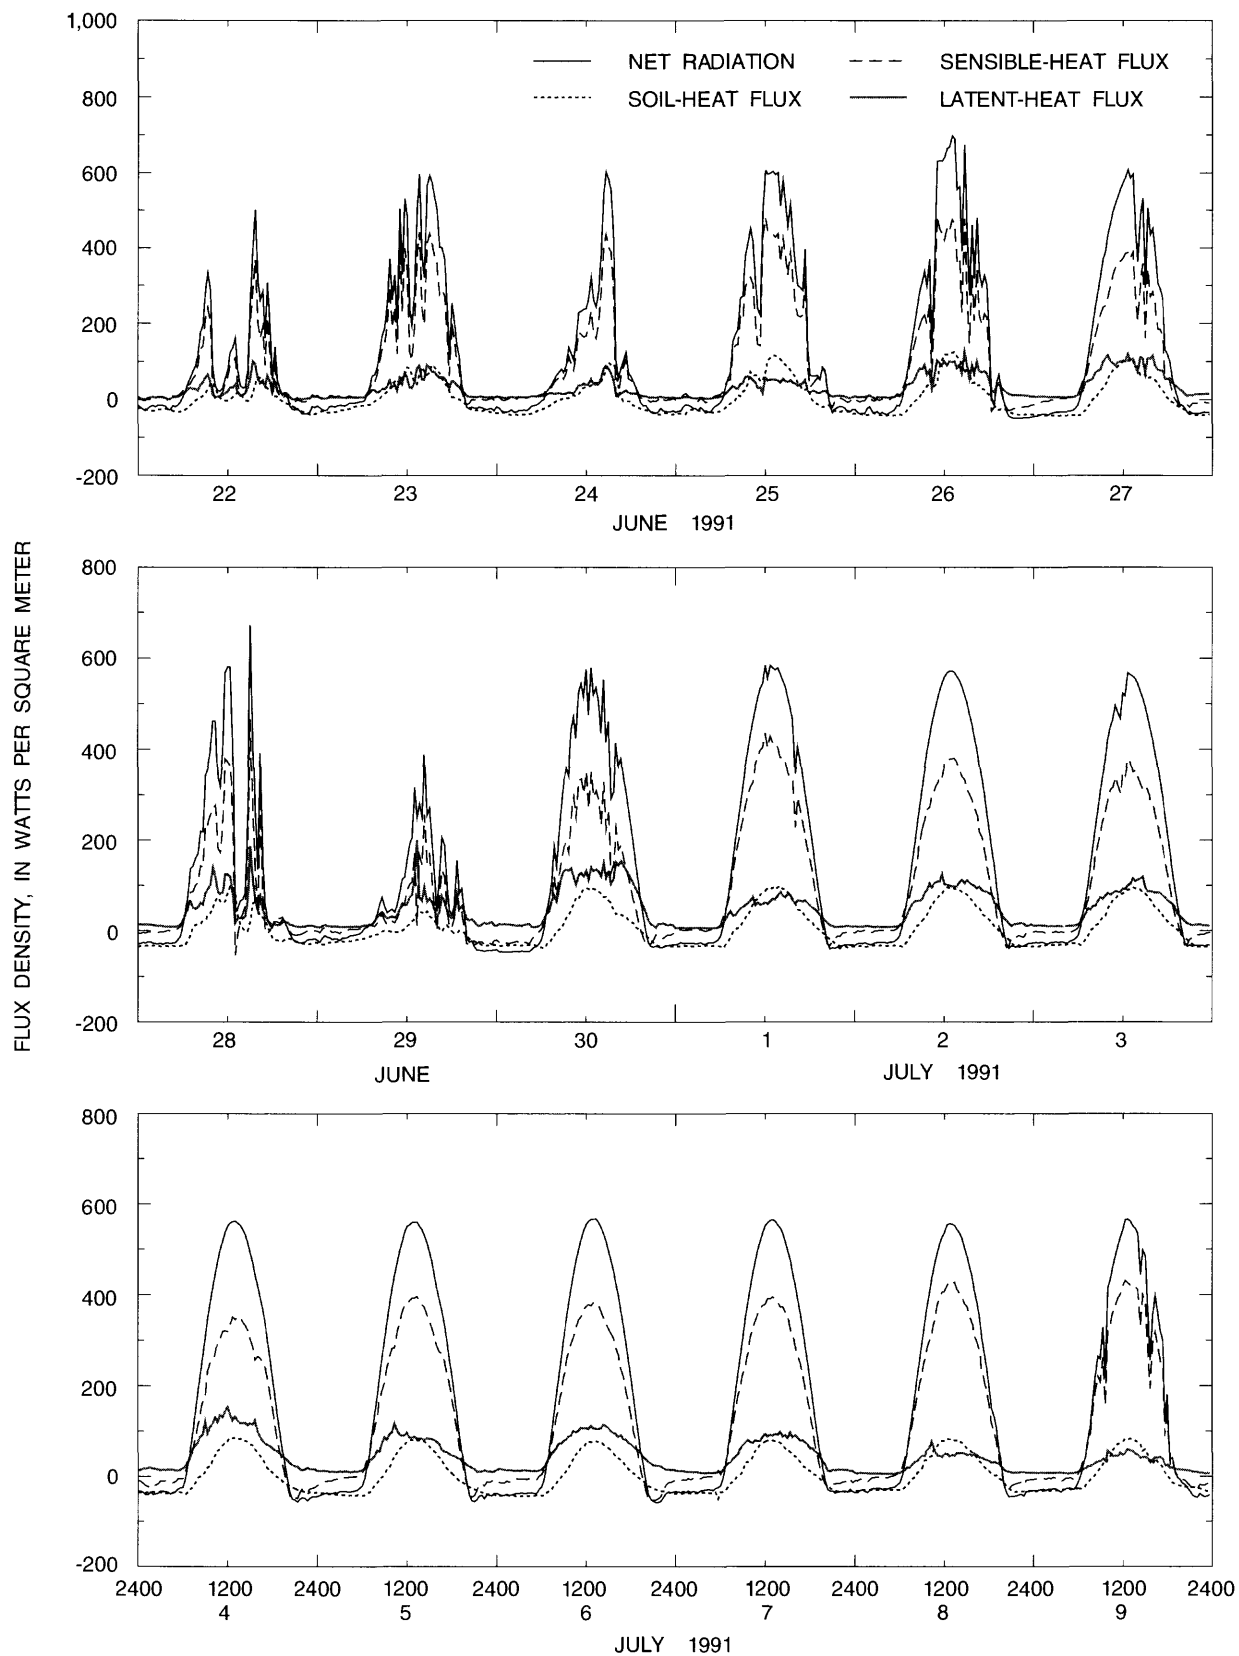 1,000
NET RADIATION SENSIBLE-HEAT FLUX
800
SOIL-HEAT FLUX LATENT-HEAT FLUX
600
400
200
0
-200
22 23 24 25 26 27
JUNE 1991
FLUX DENSITY, IN WATTS PER SQUARE METER
800
600
400
200
0
-200
28 29 30 1 2 3
JUNE JULY 1991
800
600
400
200
0
-200
2400 1200 2400 1200 2400 1200 2400 1200 2400 1200 2400 1200 2400
4 5 6 7 8 9
JULY 1991